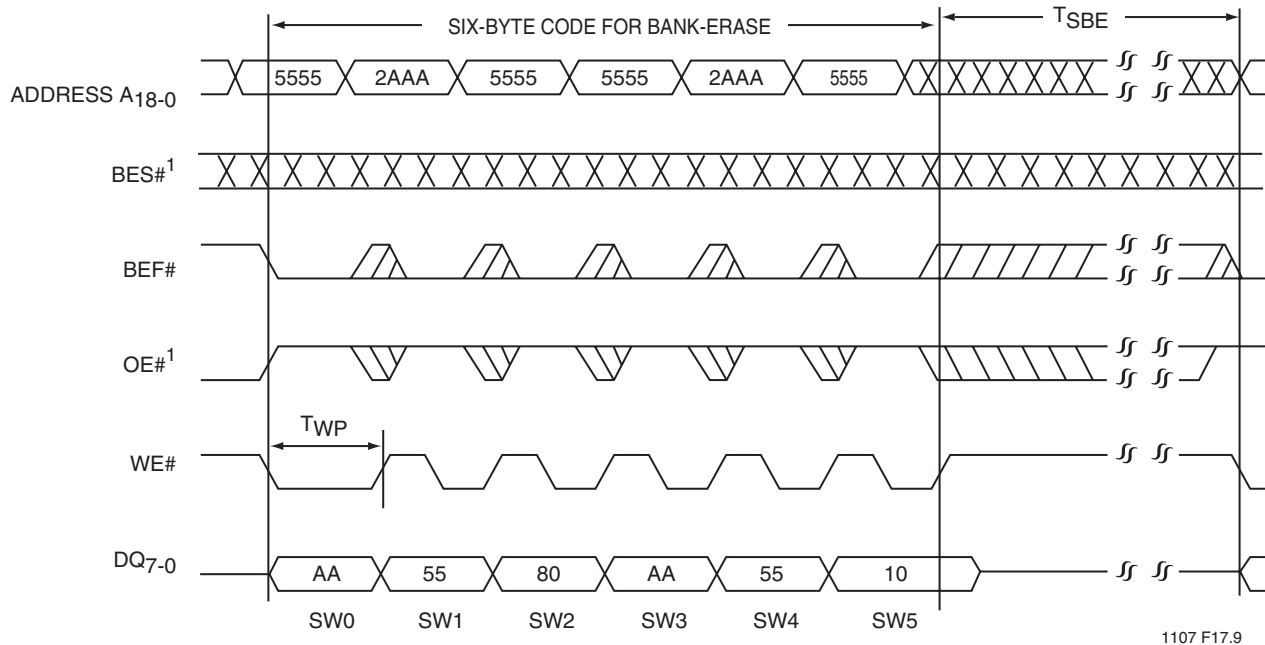 SIX-BYTE CODE FOR BANK-ERASE TSBE
ADDRESS A18-0 5555 2AAA 5555 5555 2AAA 5555
BES#1
BEF#
OE#1
TWP
WE#
DQ7-0 AA 55 80 AA 55 10
SW0 SW1 SW2 SW3 SW4 SW5
1107 F17.9